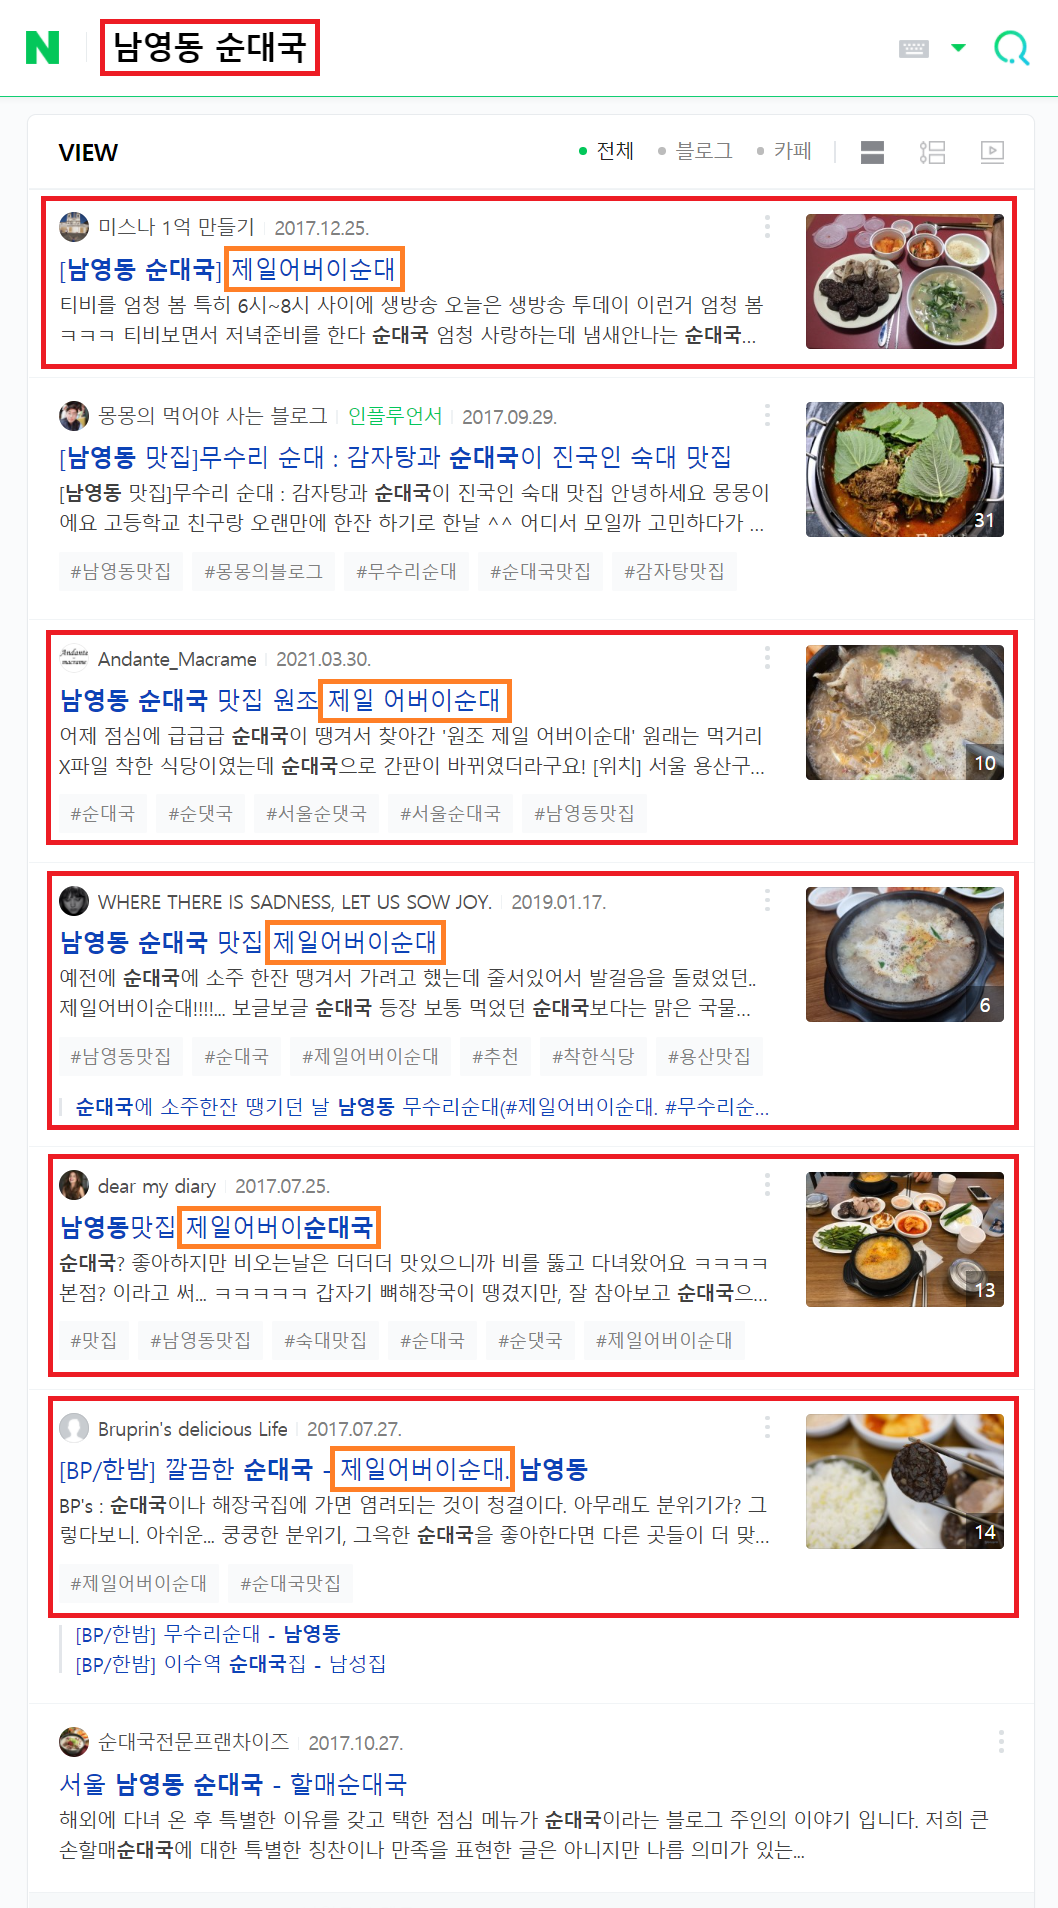 N 남영동 순대국
VIEW
전체 블로그 카페
미스나 1억 만들기 2017.12.25.
[남영동 순대국] 제일어버이순대
티비를 엄청 봄 특히 6시~8시 사이에 생방송 오늘은 생방송 투데이 이런거 엄청 봄
ㅋㅋㅋ 티비보면서 저녁준비를 한다 순대국 엄청 사랑하는데 냄새안나는 순대국...
몽몽의 먹어야 사는 블로그 인플루언서 2017.09.29.
[남영동 맛집]무수리 순대 : 감자탕과 순대국이 진국인 숙대 맛집
[남영동 맛집]무수리 순대 : 감자탕과 순대국이 진국인 숙대 맛집 안녕하세요 몽몽이
에요 고등학교 친구랑 오랜만에 한잔 하기로 한날 ^^ 어디서 모일까 고민하다가 ...
31
#남영동맛집 #몽몽의블로그 #무수리순대 #순대국맛집 #감자탕맛집
Andante macrame
Andante_Macrame 2021.03.30.
남영동 순대국 맛집 원조 제일 어버이순대
어제 점심에 급급급 순대국이 땡겨서 찾아간 '원조 제일 어버이순대' 원래는 먹거리
X파일 착한 식당이였는데 순대국으로 간판이 바뀌였더라구요! [위치] 서울 용산구...
10
#순대국 #순댓국 #서울순댓국 #서울순대국 #남영동맛집
WHERE THERE IS SADNESS, LET US SOW JOY. 2019.01.17.
남영동 순대국 맛집 제일어버이순대
예전에 순대국에 소주 한잔 땡겨서 가려고 했는데 줄서있어서 발걸음을 돌렸었던..
제일어버이순대!!!!... 보글보글 순대국 등장 보통 먹었던 순대국보다는 맑은 국물...
6
#남영동맛집 #순대국 #제일어버이순대 #추천 #착한식당 #용산맛집
순대국에 소주한잔 땡기던 날 남영동 무수리순대(#제일어버이순대. #무수리순...
dear my diary 2017.07.25.
남영동맛집 제일어버이순대국
순대국? 좋아하지만 비오는날은 더더더 맛있으니까 비를 뚫고 다녀왔어요 ㅋㅋㅋㅋ
본점? 이라고 써... ㅋㅋㅋㅋㅋ 갑자기 뼈해장국이 땡겼지만, 잘 참아보고 순대국으...
13
#맛집 #남영동맛집 #숙대맛집 #순대국 #순댓국 #제일어버이순대
Bruprin's delicious Life 2017.07.27.
[BP/한밤] 깔끔한 순대국 - 제일어버이순대. 남영동
BP's : 순대국이나 해장국집에 가면 염려되는 것이 청결이다. 아무래도 분위기가? 그
렇다보니. 아쉬운... 쿵쿵한 분위기, 그윽한 순대국을 좋아한다면 다른 곳들이 더 맞...
14
#제일어버이순대 #순대국맛집
[BP/한밤] 무수리순대 - 남영동
[BP/한밤] 이수역 순대국집 - 남성집
순대국전문프랜차이즈 2017.10.27.
서울 남영동 순대국 - 할매순대국
해외에 다녀 온 후 특별한 이유를 갖고 택한 점심 메뉴가 순대국이라는 블로그 주인의 이야기 입니다. 저희 큰
손할매순대국에 대한 특별한 칭찬이나 만족을 표현한 글은 아니지만 나름 의미가 있는...